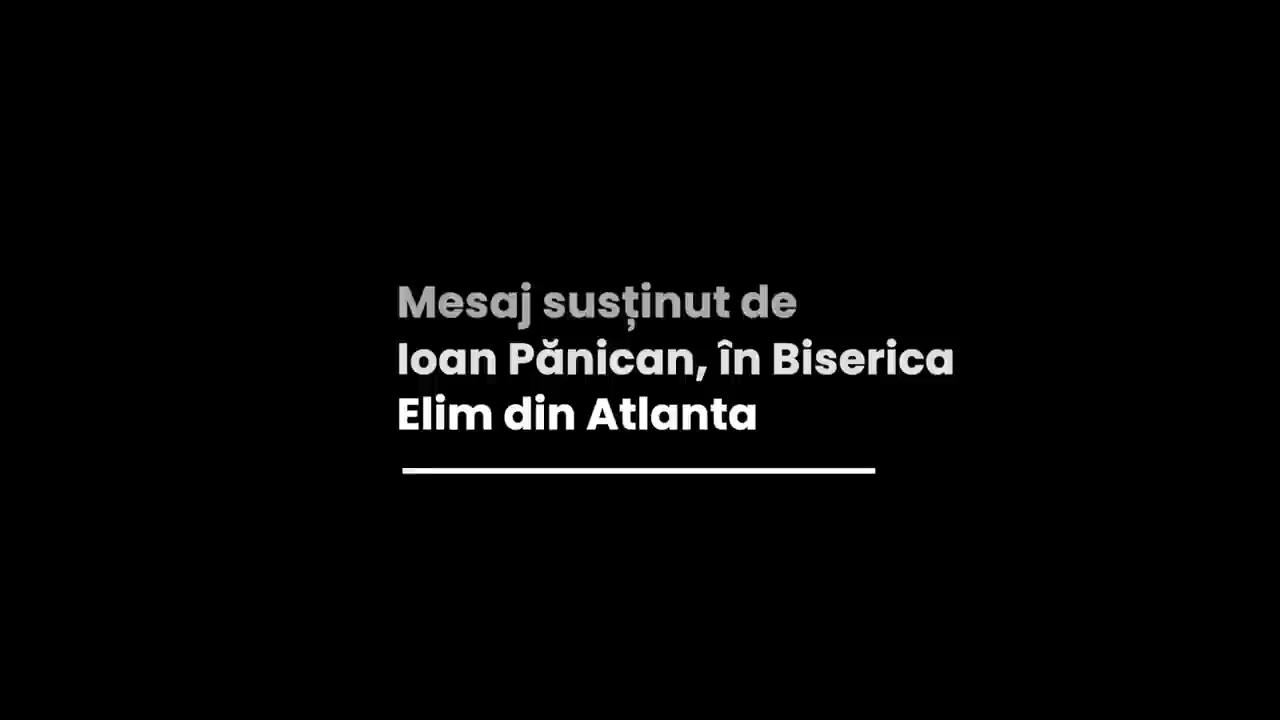 Mesaj susținut de
Ioan Pănican, în Biserica
Elim din Atlanta